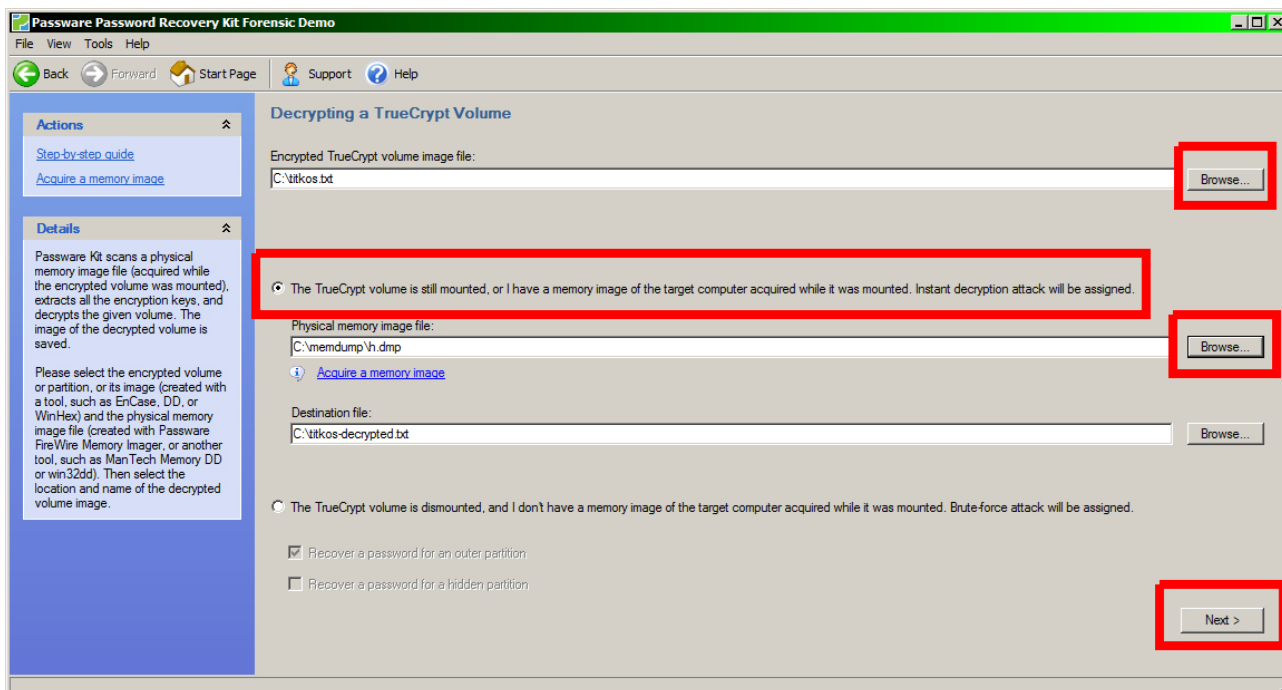 Passware Password Recovery Kit Forensic Demo
File View Tools Help
Back Forward Start Page Support Help
Actions
Step-by-step guide
Acquire a memory image
Details
Passware Kit scans a physical
memory image file (acquired while
the encrypted volume was mounted),
extracts all the encryption keys, and
decrypts the given volume. The
image of the decrypted volume is
saved.
Please select the encrypted volume
or partition, or its image (created with
a tool, such as EnCase, DD, or
WinHex) and the physical memory
image file (created with Passware
FireWire Memory Imager, or another
tool, such as ManTech Memory DD
or win32dd). Then select the
location and name of the decrypted
volume image.
Decrypting a TrueCrypt Volume
Encrypted TrueCrypt volume image file:
C:\titkos.txt
Browse...
The TrueCrypt volume is still mounted, or I have a memory image of the target computer acquired while it was mounted. Instant decryption attack will be assigned.
Physical memory image file:
C:\memdump\h.dmp
Browse...
Acquire a memory image
Destination file:
C:\titkos-decrypted.txt
Browse...
The TrueCrypt volume is dismounted, and I don't have a memory image of the target computer acquired while it was mounted. Brute-force attack will be assigned.
Recover a password for an outer partition
Recover a password for a hidden partition
Next >